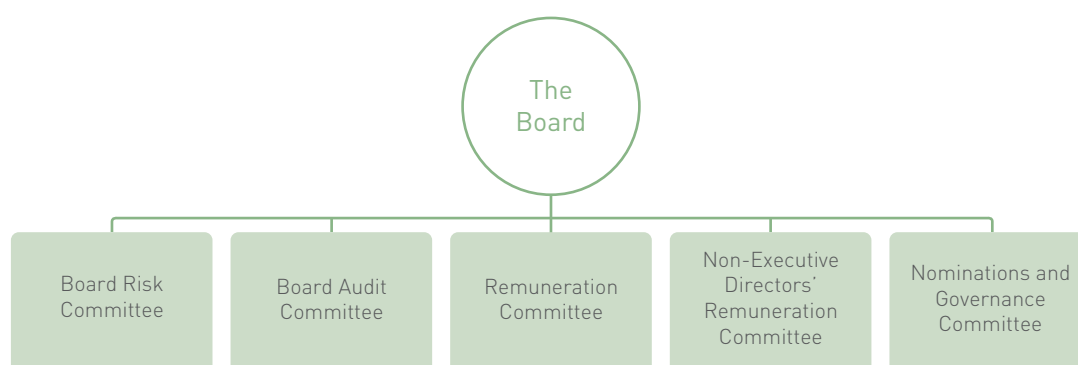 The
Board
Board Risk
Committee
Board Audit
Committee
Remuneration
Committee
Non-Executive
Directors’
Remuneration
Committee
Nominations and
Governance
Committee